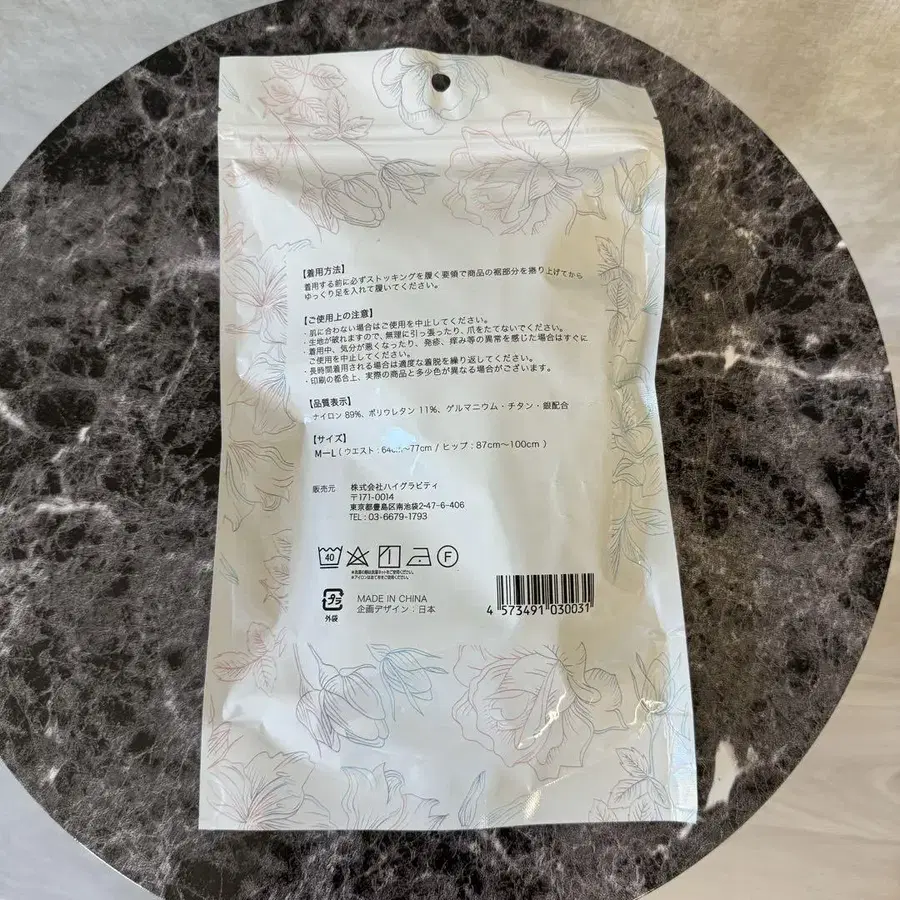 【着用方法】
着用する前に必ずストッキングを履く要領で商品の裾部分を捲り上げてから
ゆっくり足を入れて履いてください。
【ご使用上の注意】
・肌に合わない場合はご使用を中止してください。
・生地が破れますので、無理に引っ張ったり、爪をたてないでください。
・着用中、気分が悪くなったり、発疹、痒み等の異常を感じた場合はすぐに
ご使用を中止してください。
・長時間着用される場合は適度な着脱を繰り返してください。
・印刷の都合上、実際の商品と多少色が異なる場合がございます。
【品質表示】
ナイロン 89%、ポリウレタン 11%、ゲルマニウム・チタン・銀配合
【サイズ】
M―L ( ウエスト : 64cm〜77cm / ヒップ : 87cm〜100cm )
販売元 株式会社ハイグラビティ
〒171-0014
東京都豊島区南池袋2-47-6-406
TEL : 03-6679-1793
40 F
プラ
外袋
MADE IN CHINA
企画デザイン : 日本
4 573491 030031